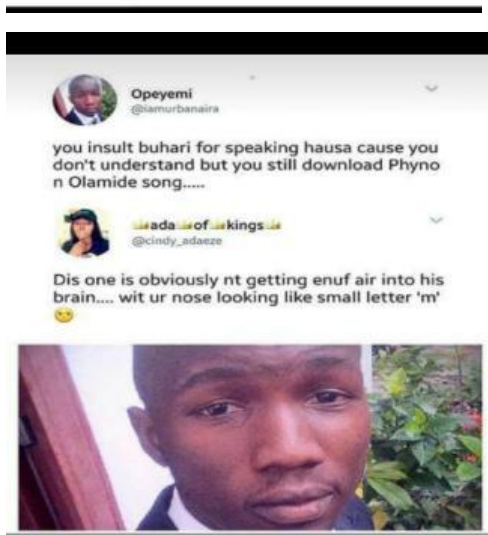 Opeyemi
@iamurbanaira
you insult buhari for speaking hausa cause you
don't understand but you still download Phyno
n Olamide song.....
ada of kings
@cindy_adaeze
Dis one is obviously nt getting enuf air into his
brain.... wit ur nose looking like small letter 'm'